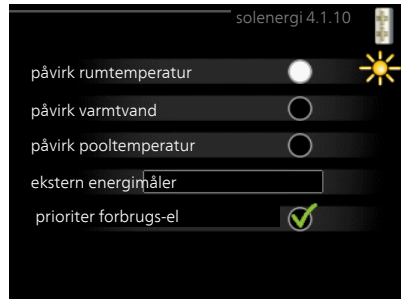 solenergi 4.1.10
påvirk rumtemperatur
påvirk varmtvand
påvirk pooltemperatur
ekstern energimåler
prioriter forbrugs-el